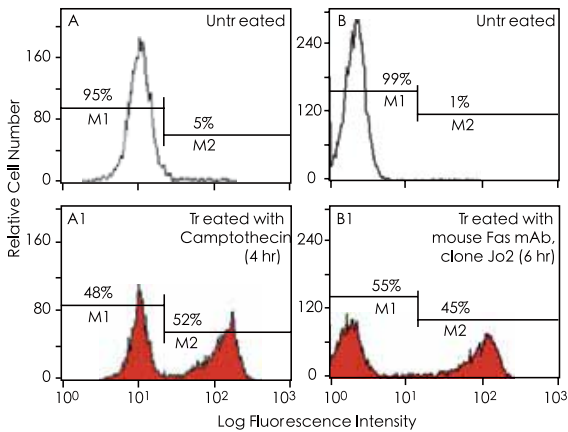 A
Untreated
160
80
0
95%
M1
5%
M2
B
Untreated
240
120
0
99%
M1
1%
M2
Relative Cell Number
A1
Treated with
Camptothecin
(4 hr)
160
80
0
48%
M1
52%
M2
10⁰ 10¹ 10² 10³
B1
Treated with
mouse Fas mAb,
clone Jo2 (6 hr)
240
120
0
55%
M1
45%
M2
10⁰ 10¹ 10² 10³
Log Fluorescence Intensity